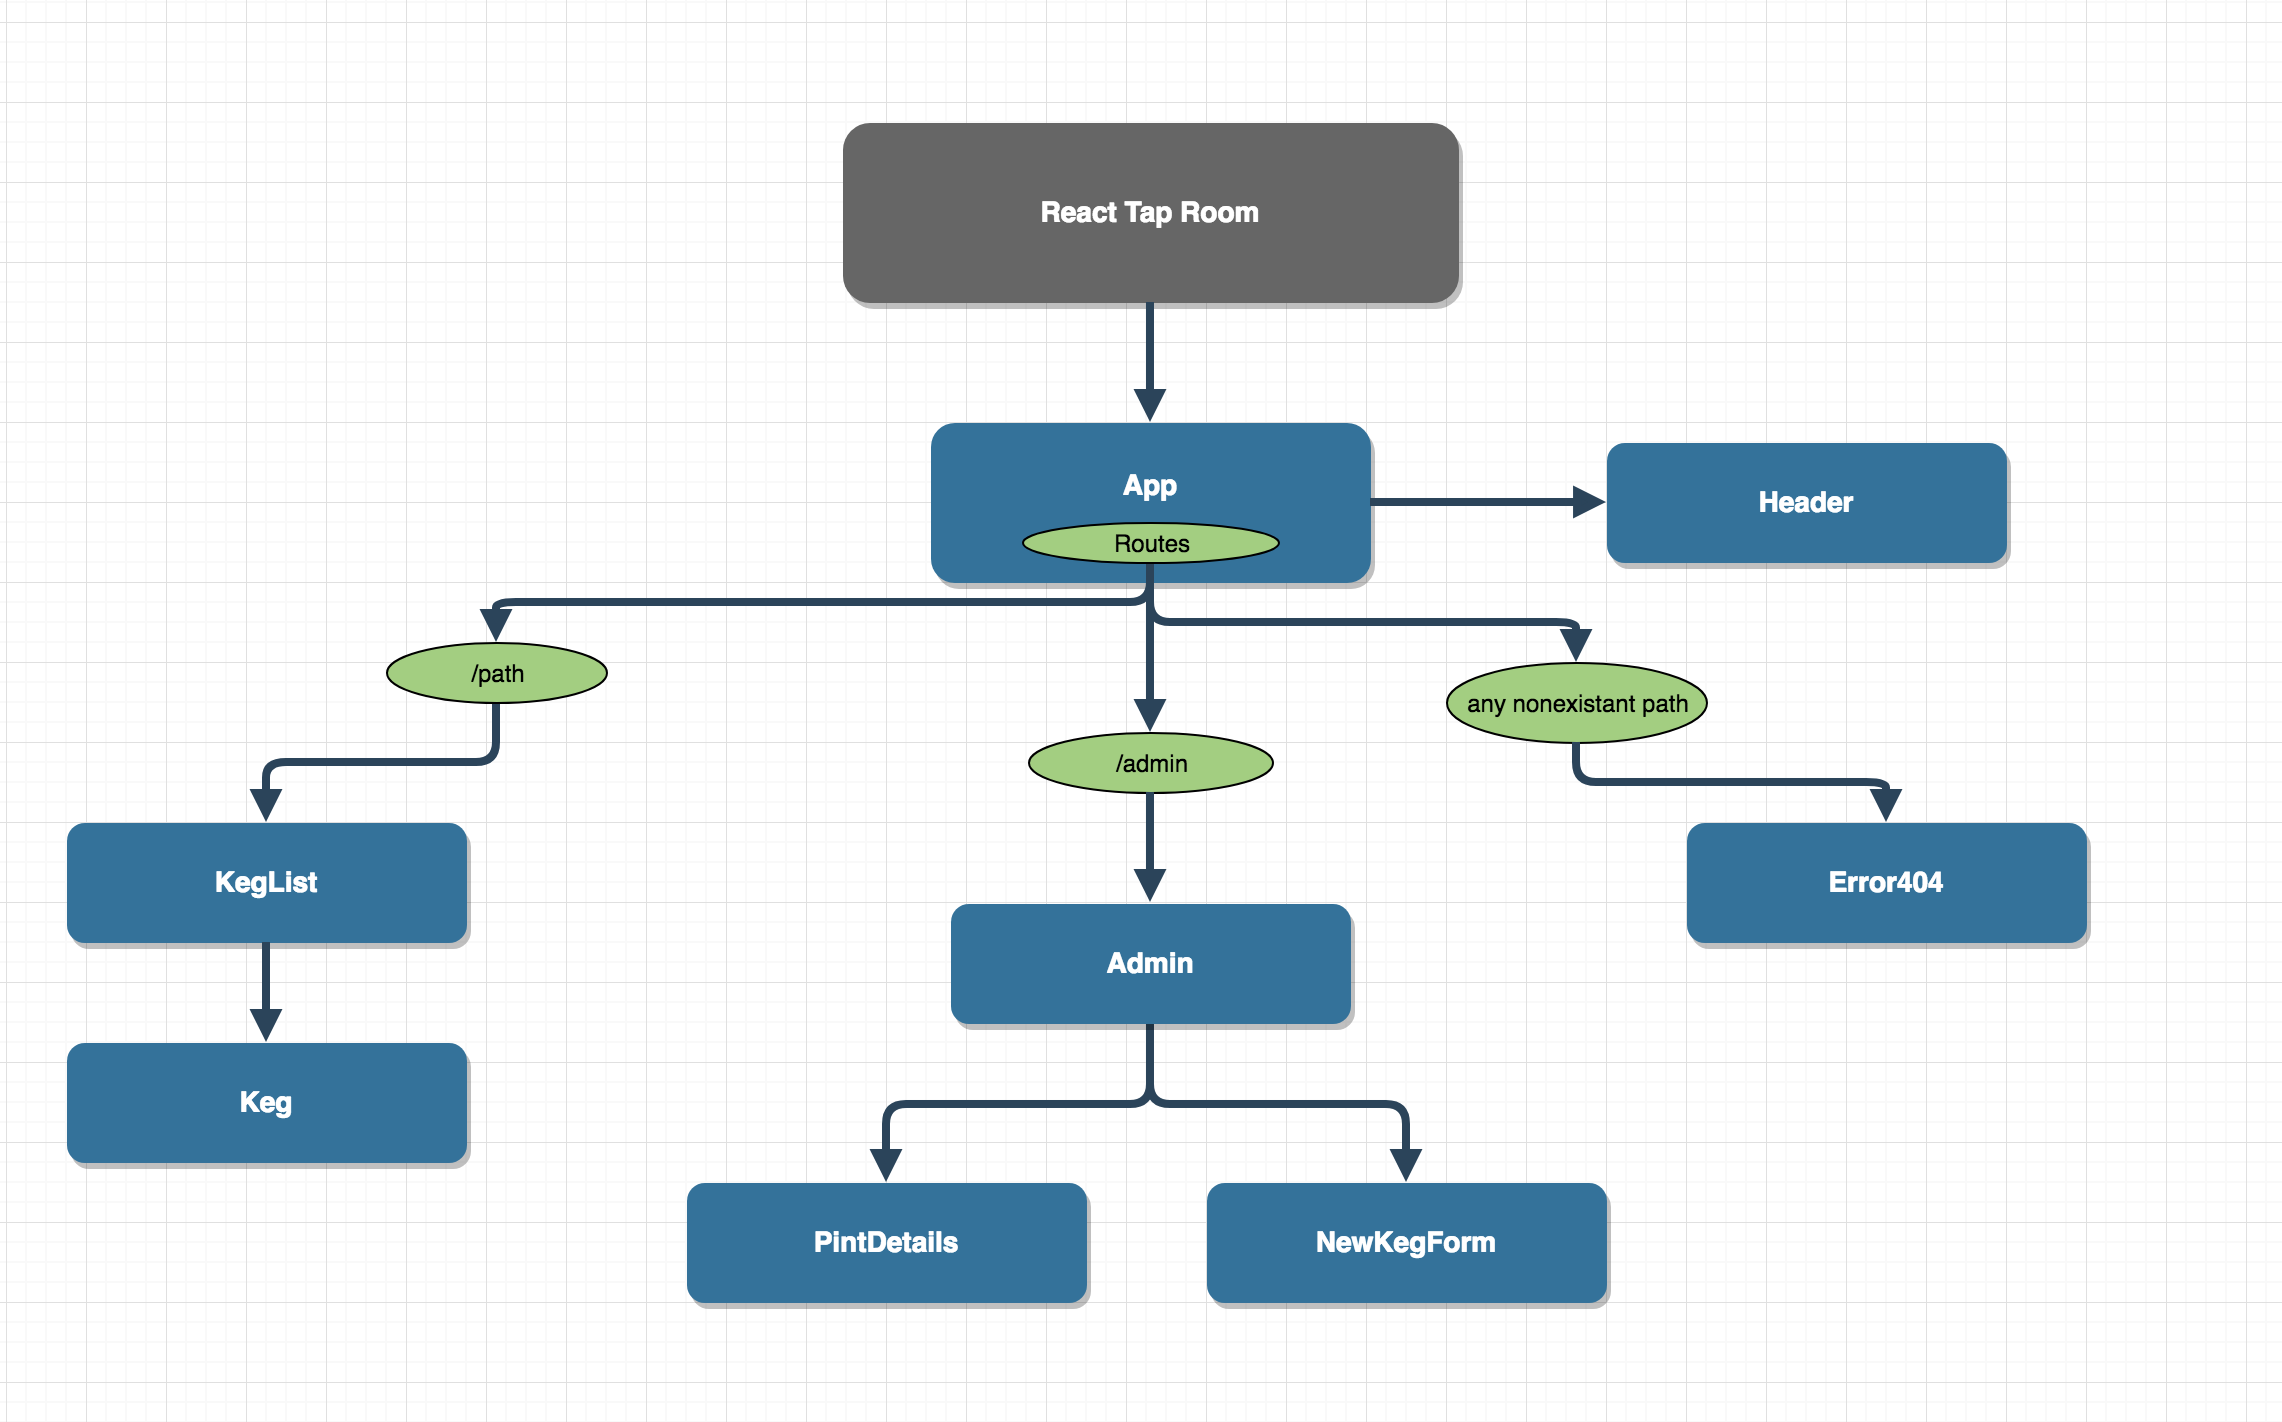 React Tap Room
App
Routes
Header
/path
/admin
any nonexistant path
KegList
Error404
Admin
Keg
PintDetails
NewKegForm